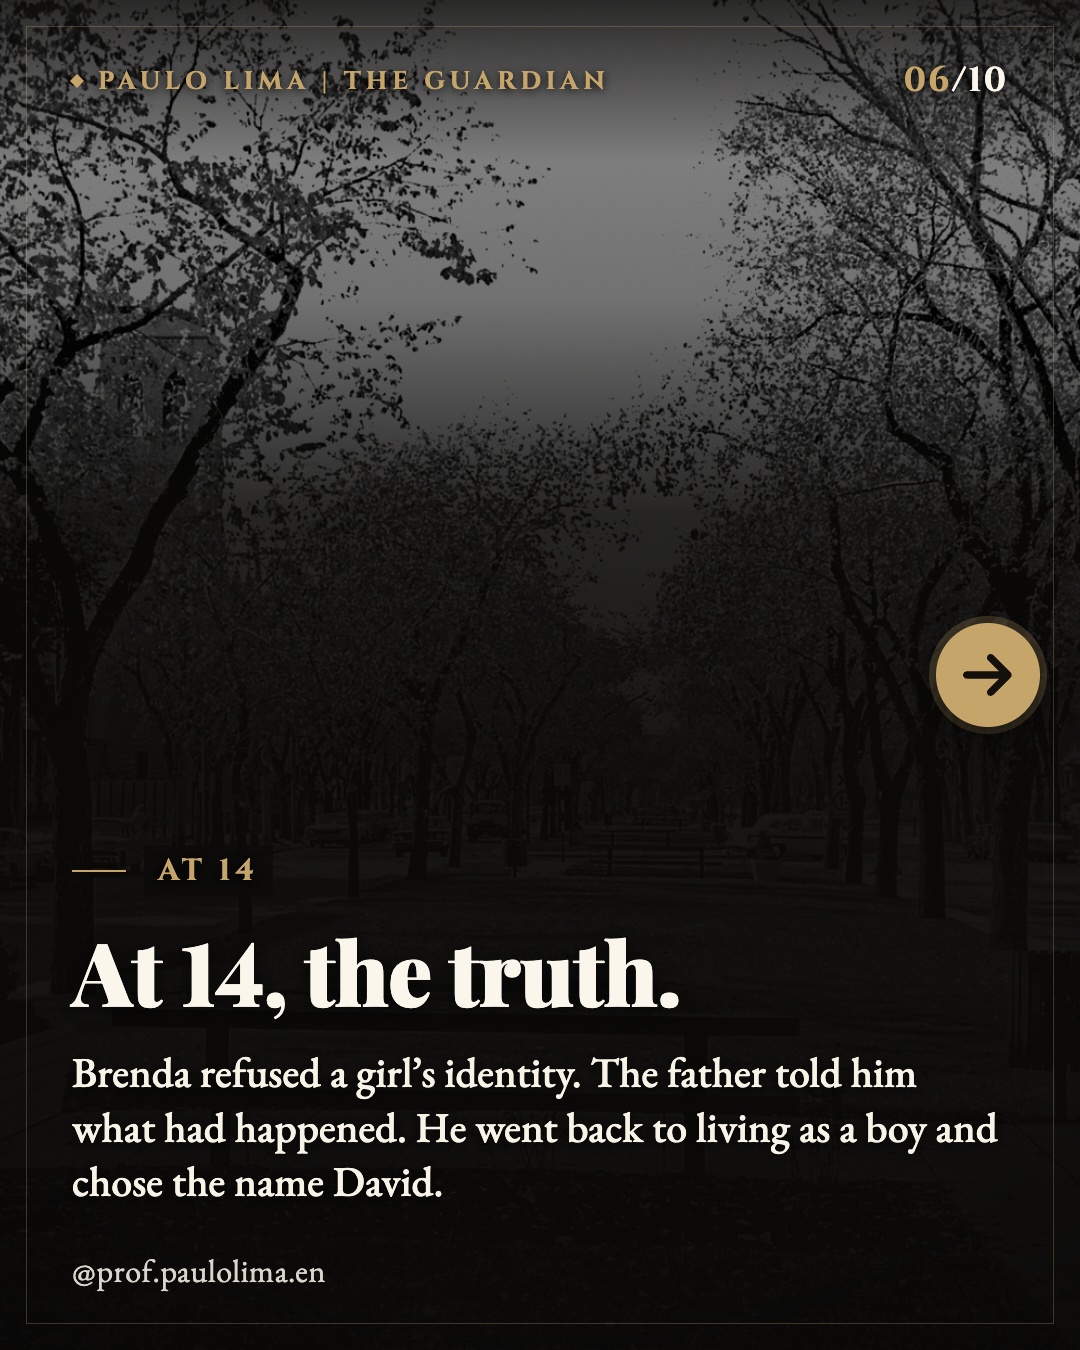 ◆ PAULO LIMA | THE GUARDIAN
06/10
AT 14
At 14, the truth.
Brenda refused a girl’s identity. The father told him
what had happened. He went back to living as a boy and
chose the name David.
@prof.paulolima.en